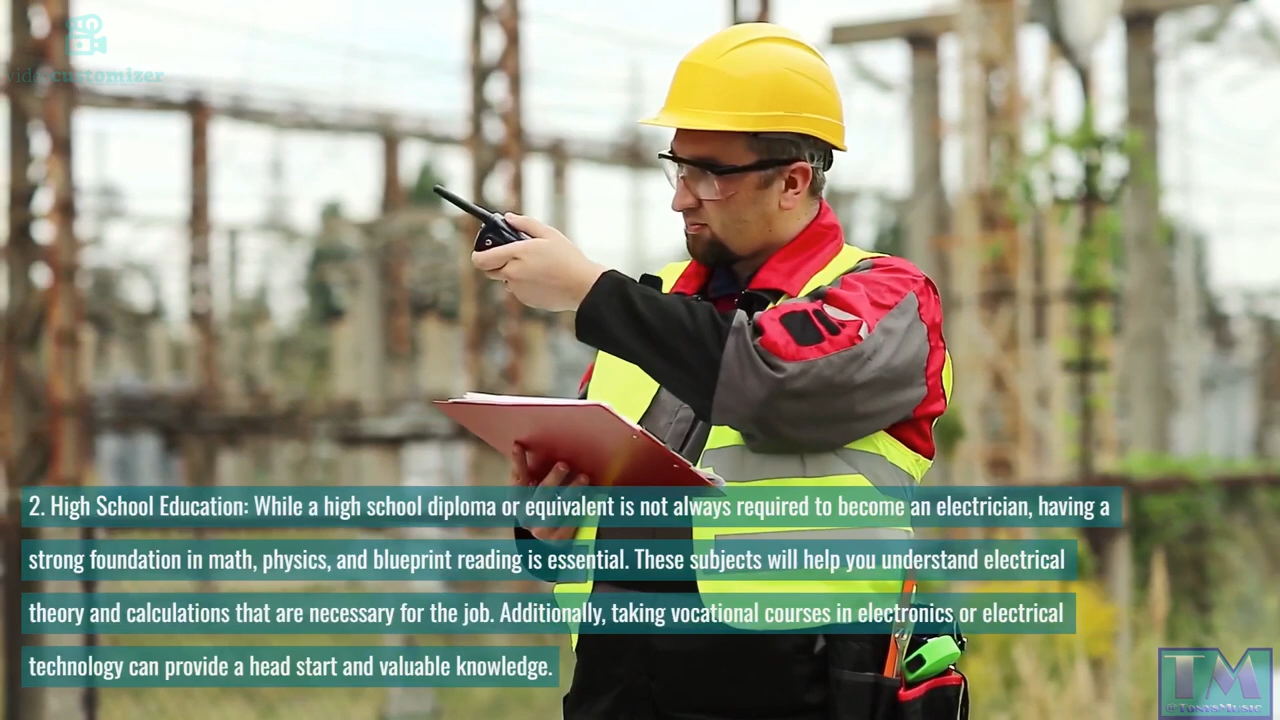 videocustomizer
2. High School Education: While a high school diploma or equivalent is not always required to become an electrician, having a
strong foundation in math, physics, and blueprint reading is essential. These subjects will help you understand electrical
theory and calculations that are necessary for the job. Additionally, taking vocational courses in electronics or electrical
technology can provide a head start and valuable knowledge.
TM
@TonysMusic